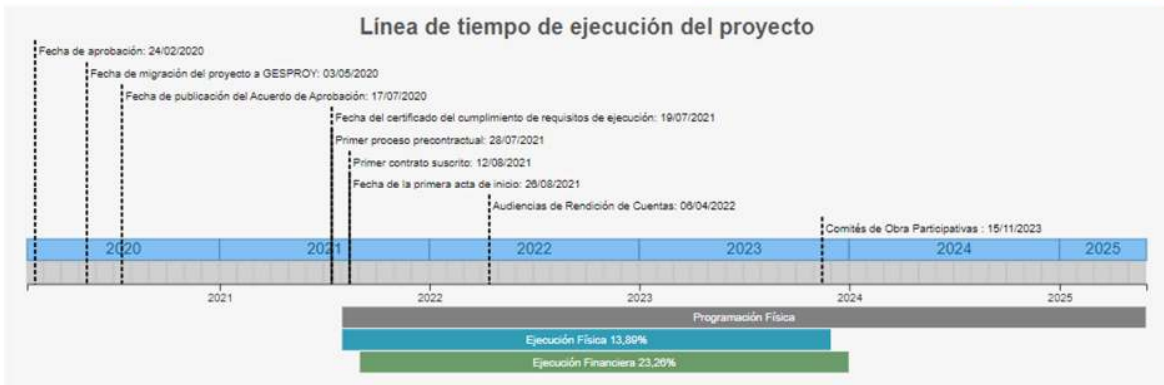 Línea de tiempo de ejecución del proyecto
Fecha de aprobación: 24/02/2020
Fecha de migración del proyecto a GESPROY: 03/05/2020
Fecha de publicación del Acuerdo de Aprobación: 17/07/2020
Fecha del certificado del cumplimiento de requisitos de ejecución: 19/07/2021
Primer proceso precontractual: 28/07/2021
Primer contrato suscrito: 12/08/2021
Fecha de la primera acta de inicio: 26/08/2021
Audiencias de Rendición de Cuentas: 06/04/2022
Comités de Obra Participativas : 15/11/2023
2020 2021 2022 2023 2024 2025
2021 2022 2023 2024 2025
Programación Física
Ejecución Física 13,89%
Ejecución Financiera 23,26%